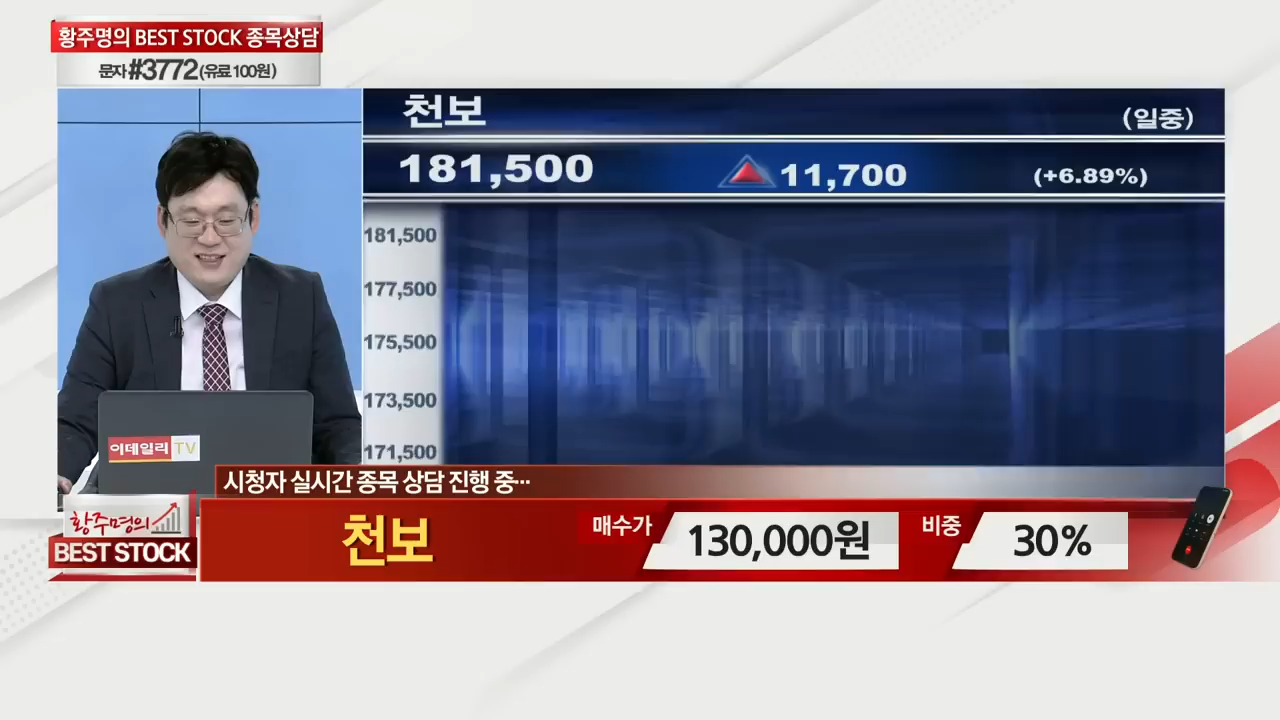 황주명의 BEST STOCK 종목상담
문자 #3772 (유료 100원)
천보
(일중)
181,500
11,700
(+6.89%)
181,500
177,500
175,500
173,500
171,500
이데일리 TV
시청자 실시간 종목 상담 진행 중...
황주명의
BEST STOCK
천보
매수가
130,000원
비중
30%